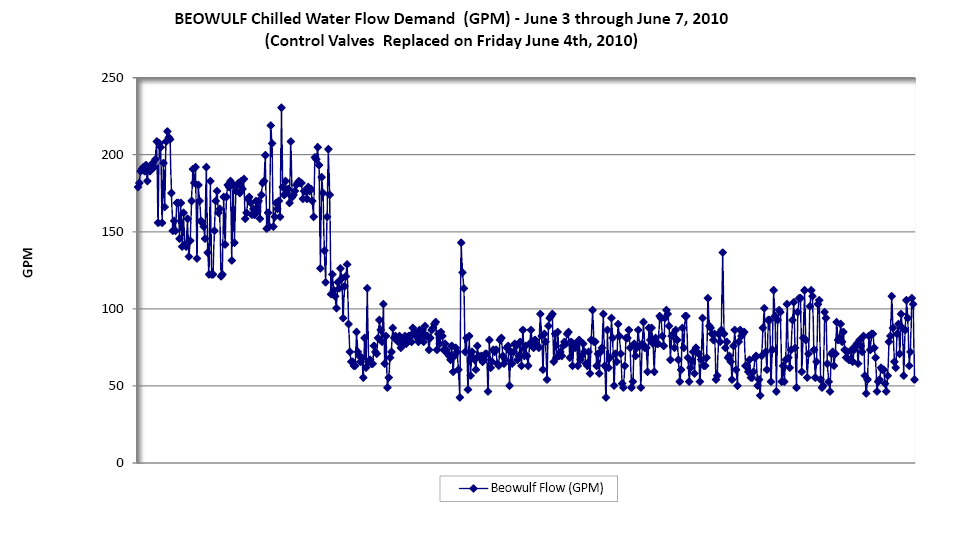 BEOWULF Chilled Water Flow Demand (GPM) - June 3 through June 7, 2010
(Control Valves Replaced on Friday June 4th, 2010)
250
200
150
100
50
0
GPM
Beowulf Flow (GPM)